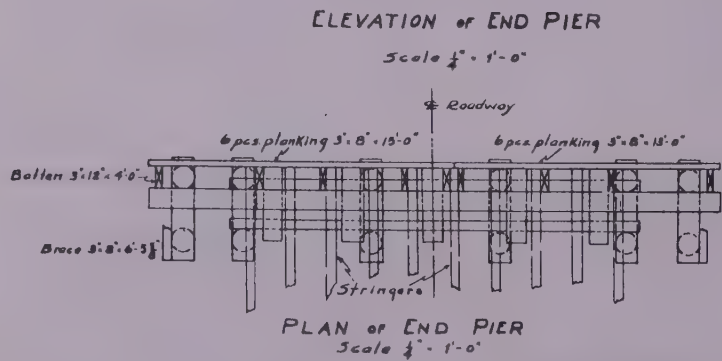 ELEVATION OF END PIER
Scale ¼" = 1'-0"
℄ Roadway
6 pcs. planking 3" = 8" = 15'-0"
6 pcs planking 3" = 8" = 15'-0"
Batten 3" = 12" = 4'-0"
Brace 3" = 8" = 6'-5
Stringers
PLAN OF END PIER
Scale ¼" = 1'-0"